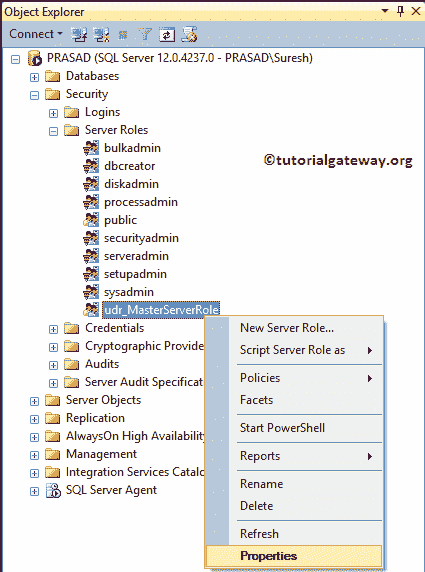 Object Explorer
Connect
PRASAD (SQL Server 12.0.4237.0 - PRASAD\Suresh)
Databases
Security
Logins
Server Roles
bulkadmin
dbcreator
diskadmin
processadmin
public
securityadmin
serveradmin
setupadmin
sysadmin
udr_MasterServerRole
Credentials
Cryptographic Provide
Audits
Server Audit Specificat
Server Objects
Replication
AlwaysOn High Availability
Management
Integration Services Catalo
SQL Server Agent
©tutorialgateway.org
New Server Role...
Script Server Role as
Policies
Facets
Start PowerShell
Reports
Rename
Delete
Refresh
Properties